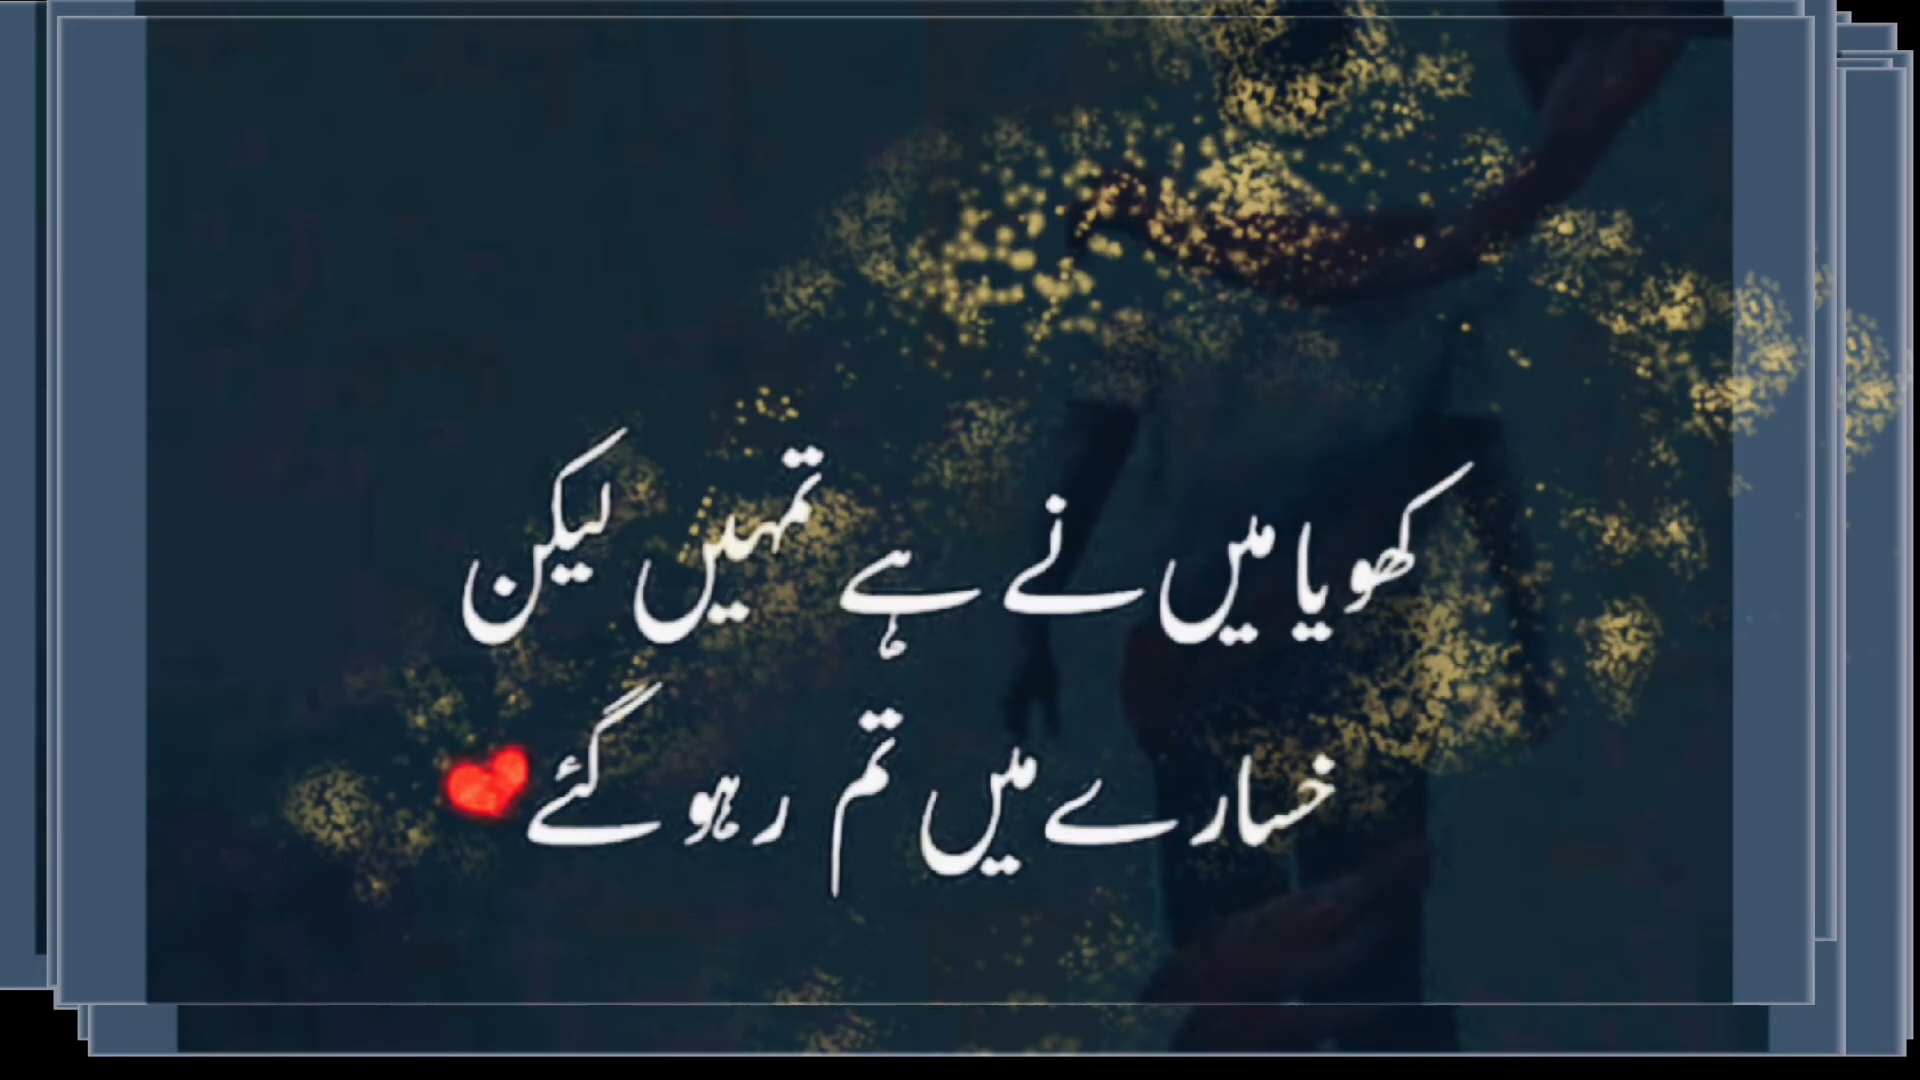 کھویا میں نے ہے تمہیں لیکن
خسارے میں تم رہو گئے